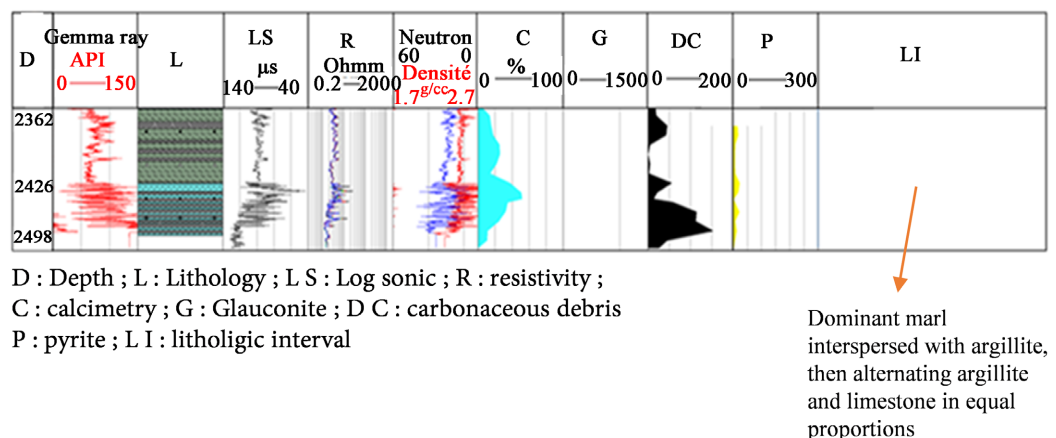 D
Gemma ray
API
0 150
L
LS
µs
140 40
R
Ohmm
0.2 2000
Neutron
60 0
Densité
1.7 g/cc 2.7
C
%
0 100
G
0 1500
DC
0 200
P
0 300
LI
2362
2426
2498
D : Depth ; L : Lithology ; L S : Log sonic ; R : resistivity ;
C : calcimetry ; G : Glauconite ; D C : carbonaceous debris
P : pyrite ; L I : litholigic interval
Dominant marl
interspersed with argillite,
then alternating argillite
and limestone in equal
proportions